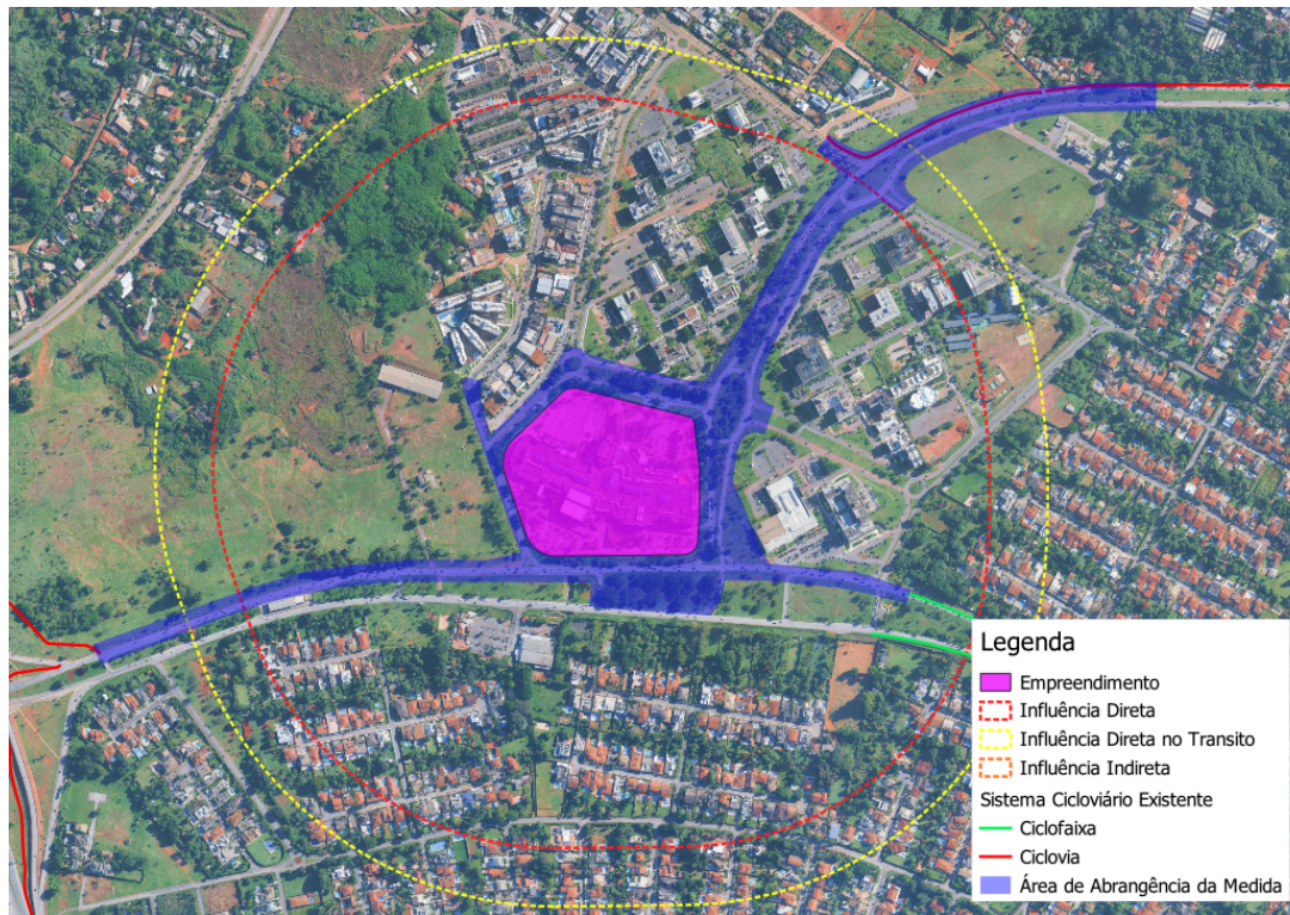 Legenda
Empreendimento
Influência Direta
Influência Direta no Transito
Influência Indireta
Sistema Cicloviário Existente
Ciclofaixa
Ciclovia
Área de Abrangência da Medida